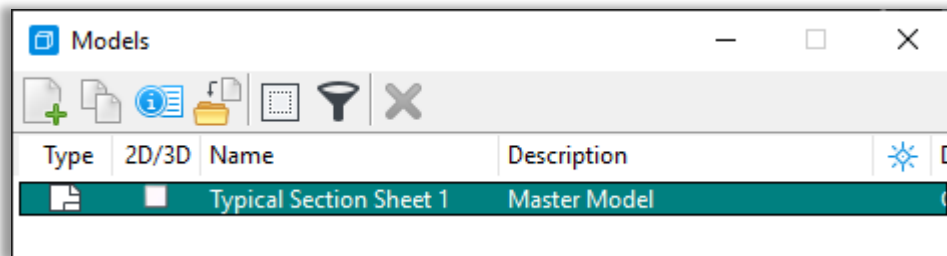 Models
Type 2D/3D Name Description
Typical Section Sheet 1 Master Model